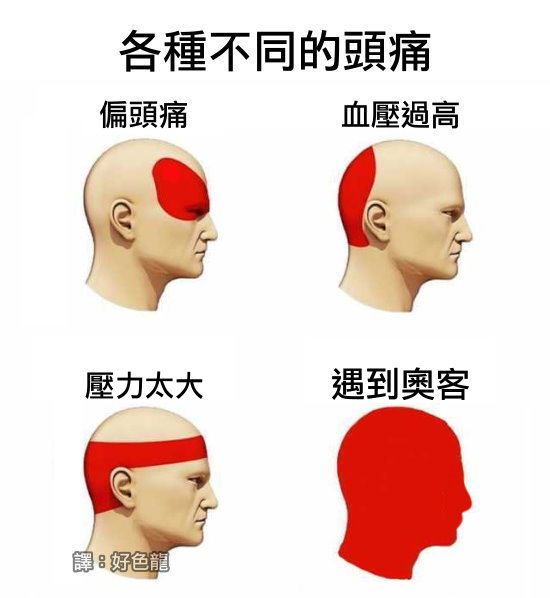 各種不同的頭痛
偏頭痛
血壓過高
壓力太大
遇到奧客
譯：好色龍